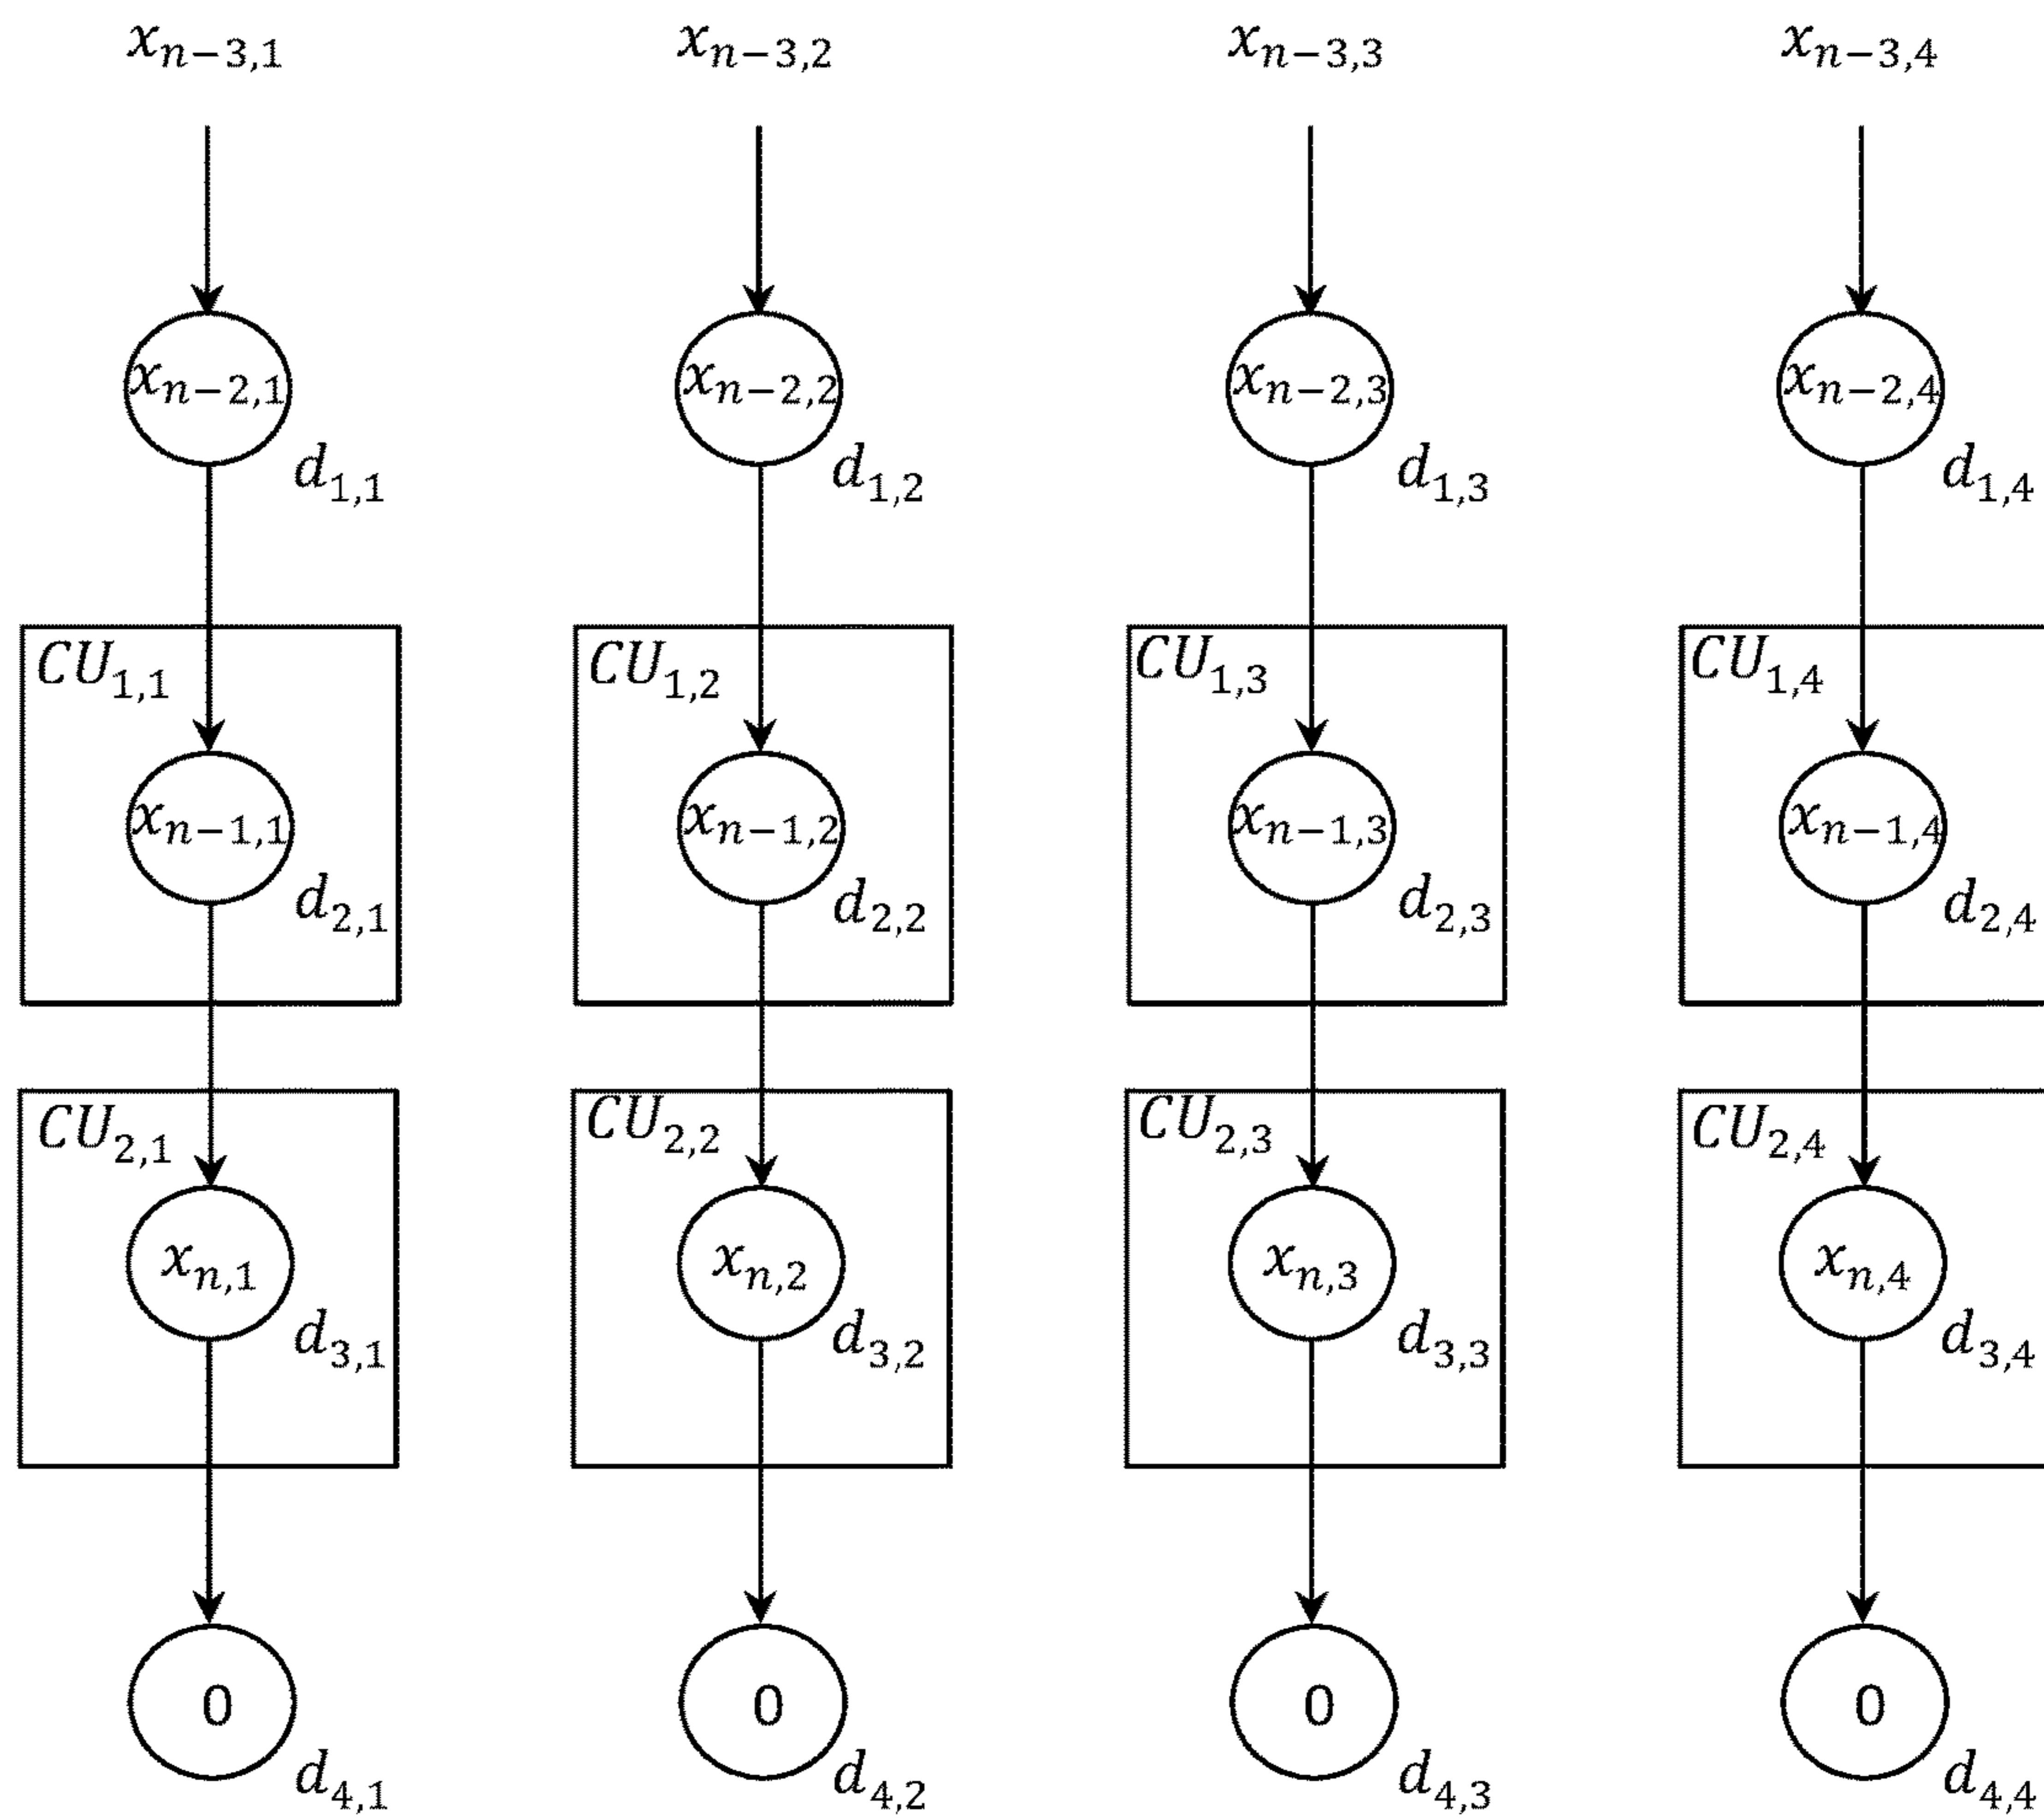 x_{n−3,1} x_{n−3,2} x_{n−3,3} x_{n−3,4}
x_{n−2,1} x_{n−2,2} x_{n−2,3} x_{n−2,4}
d_{1,1} d_{1,2} d_{1,3} d_{1,4}
CU_{1,1} CU_{1,2} CU_{1,3} CU_{1,4}
x_{n−1,1} x_{n−1,2} x_{n−1,3} x_{n−1,4}
d_{2,1} d_{2,2} d_{2,3} d_{2,4}
CU_{2,1} CU_{2,2} CU_{2,3} CU_{2,4}
x_{n,1} x_{n,2} x_{n,3} x_{n,4}
d_{3,1} d_{3,2} d_{3,3} d_{3,4}
0 0 0 0
d_{4,1} d_{4,2} d_{4,3} d_{4,4}